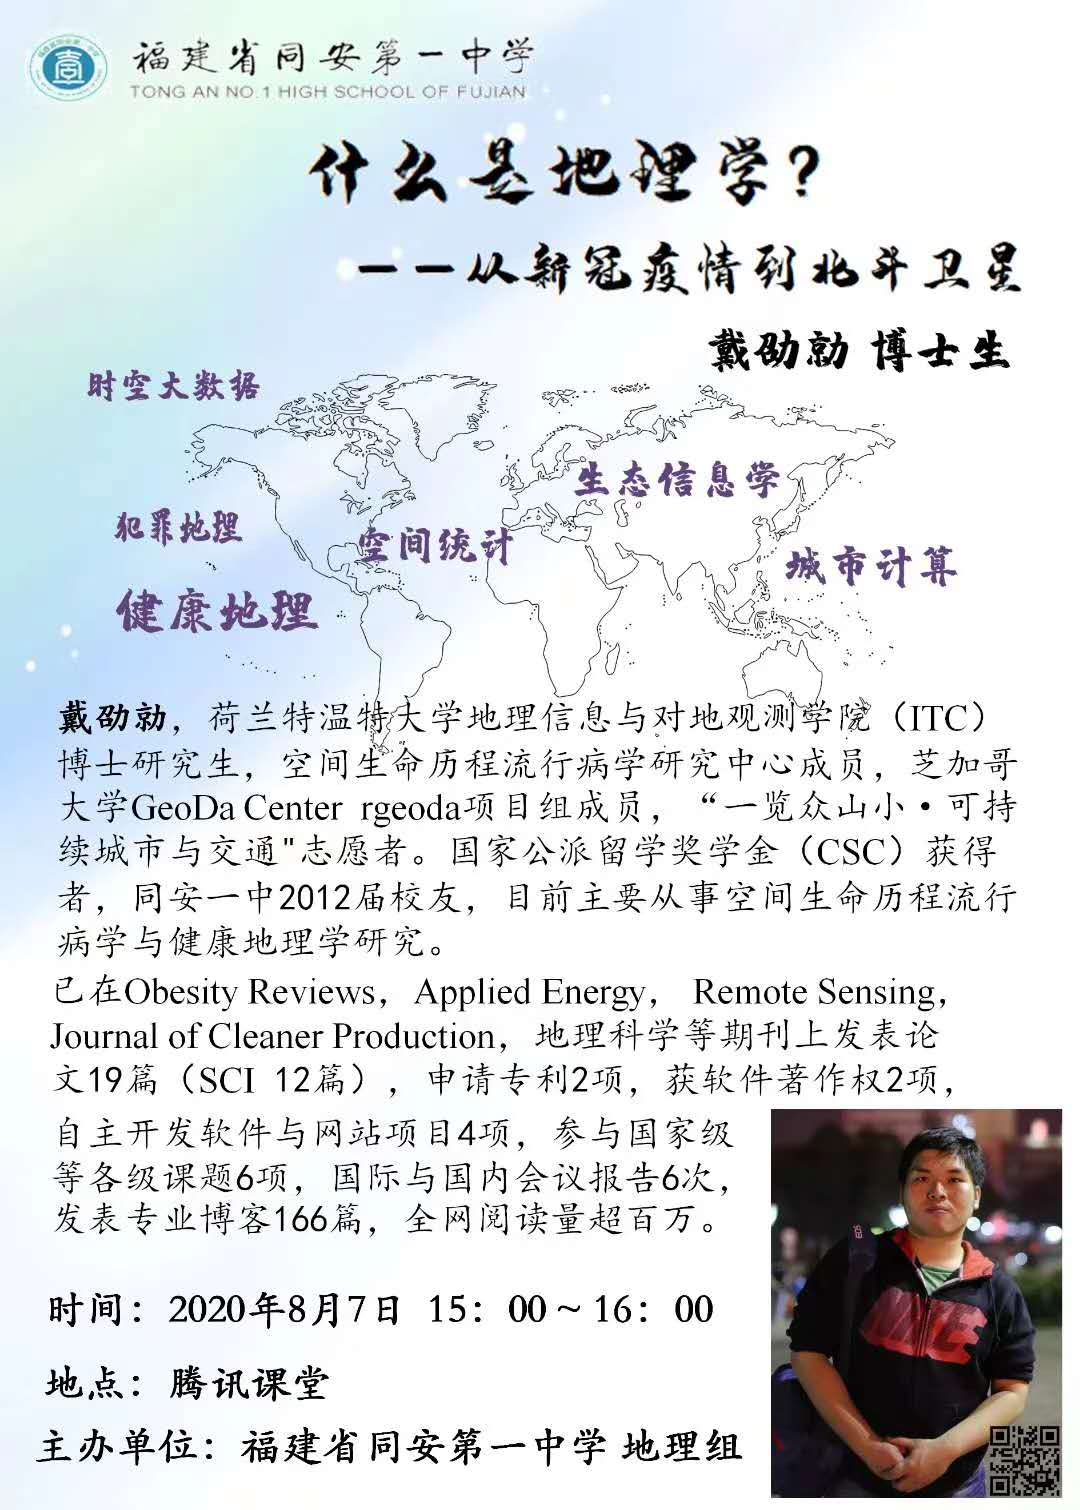 福建省同安第一中学
TONG AN NO.1 HIGH SCHOOL OF FUJIAN
什么是地理学?
——从新冠疫情到北斗卫星
戴劭勍 博士生
时空大数据
生态信息学
犯罪地理
空间统计
城市计算
健康地理
戴劭勍，荷兰特温特大学地理信息与对地观测学院（ITC）
博士研究生，空间生命历程流行病学研究中心成员，芝加哥
大学GeoDa Center rgeoda项目组成员，“一览众山小·可持
续城市与交通"志愿者。国家公派留学奖学金（CSC）获得
者，同安一中2012届校友，目前主要从事空间生命历程流行
病学与健康地理学研究。
已在Obesity Reviews，Applied Energy， Remote Sensing，
Journal of Cleaner Production，地理科学等期刊上发表论
文19篇（SCI 12篇），申请专利2项，获软件著作权2项，
自主开发软件与网站项目4项，参与国家级
等各级课题6项，国际与国内会议报告6次，
发表专业博客166篇，全网阅读量超百万。
时间：2020年8月7日 15：00 ~ 16：00
地点：腾讯课堂
主办单位：福建省同安第一中学 地理组